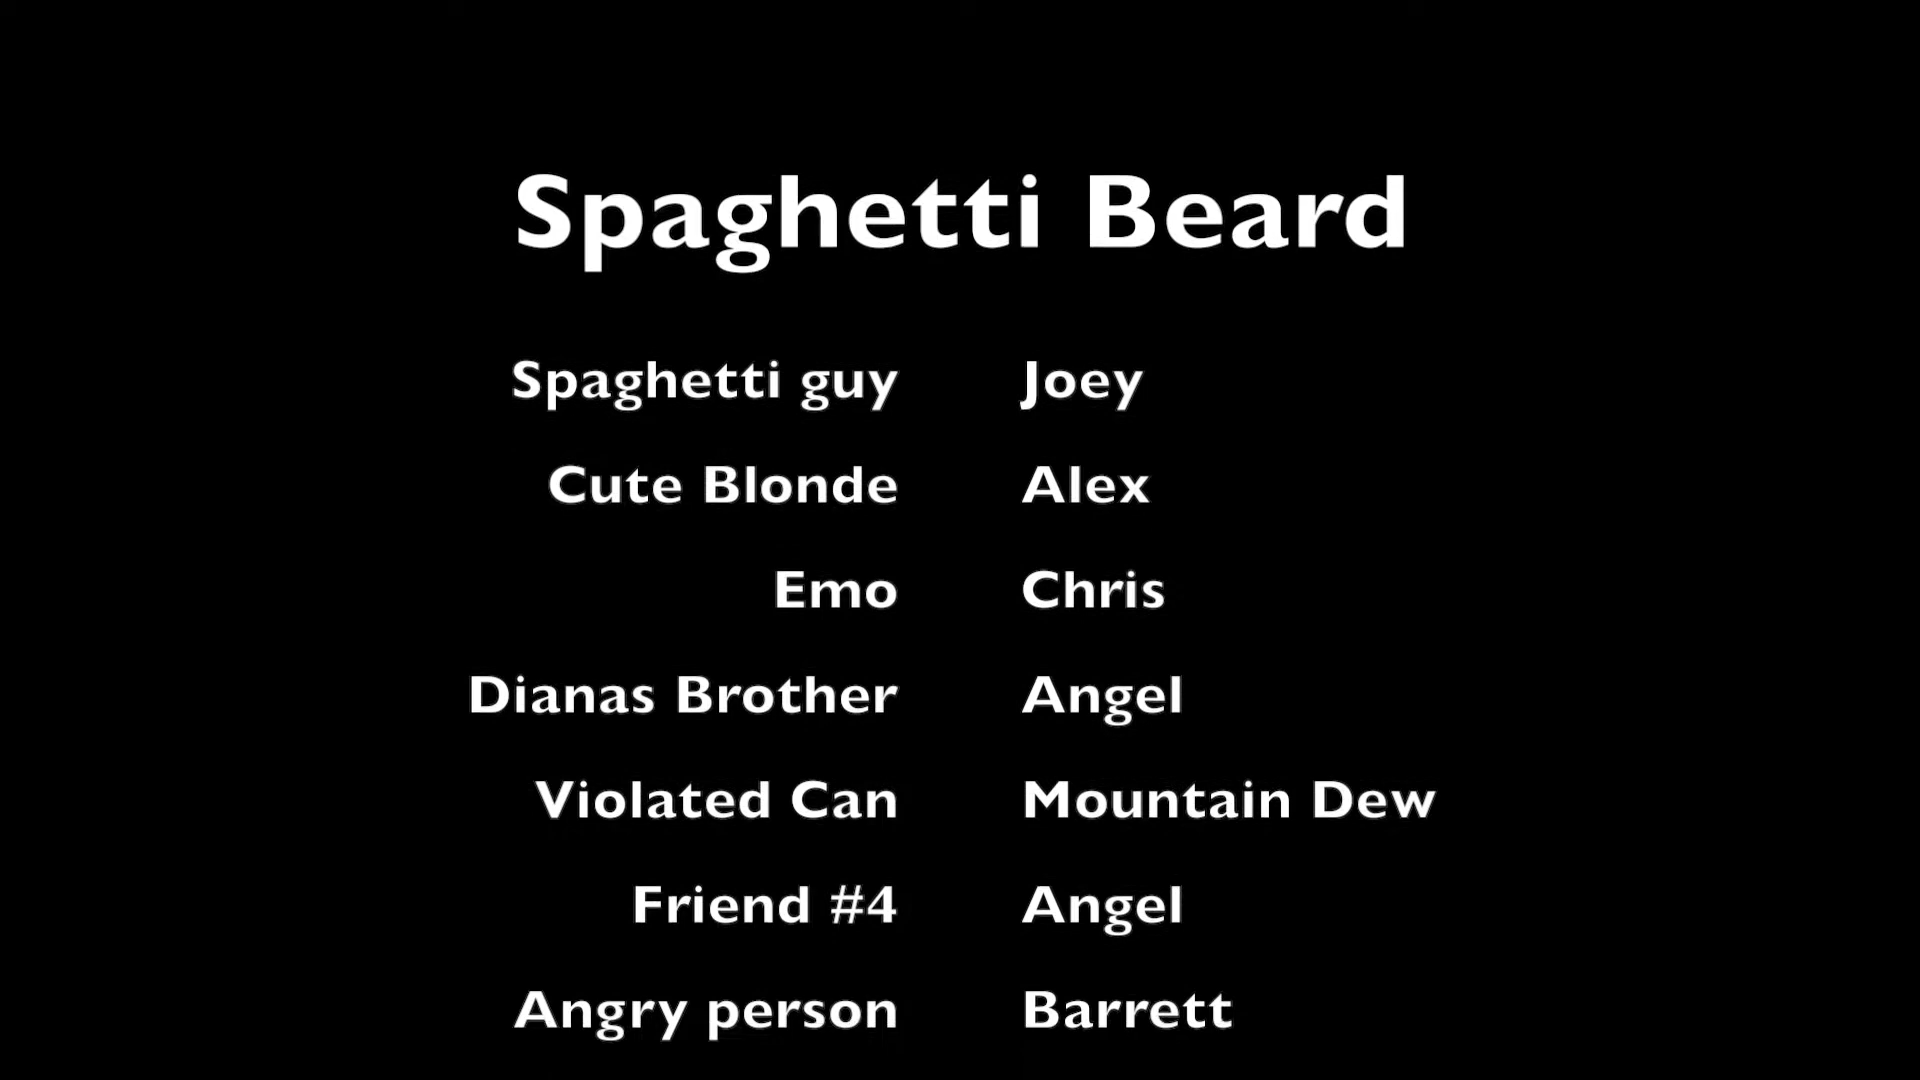 Spaghetti Beard
Spaghetti guy Joey
Cute Blonde Alex
Emo Chris
Dianas Brother Angel
Violated Can Mountain Dew
Friend #4 Angel
Angry person Barrett